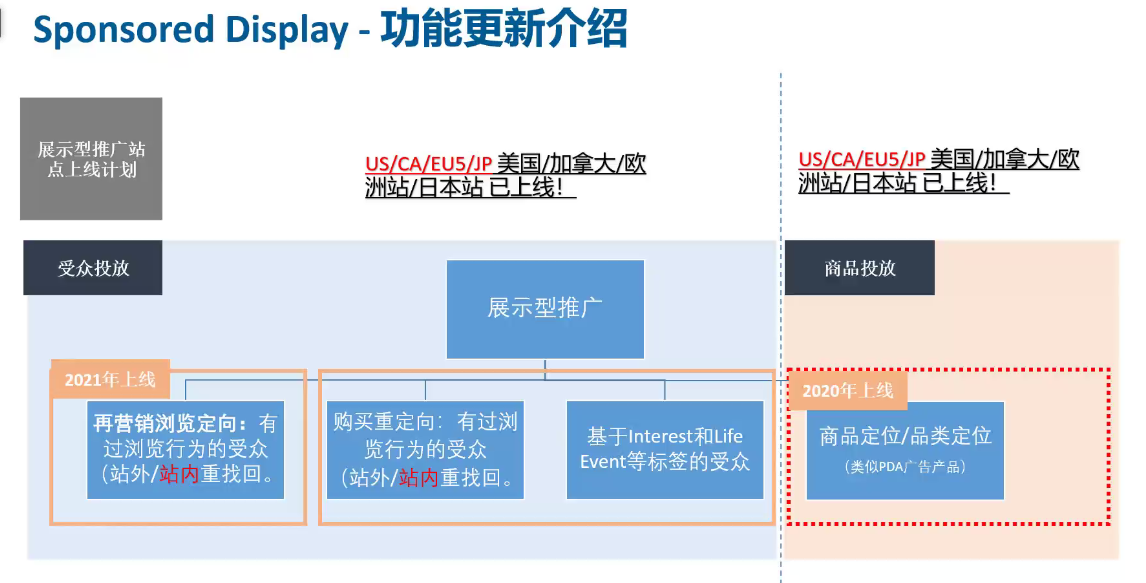 Sponsored Display - 功能更新介绍
展示型推广站
点上线计划
US/CA/EU5/JP 美国/加拿大/欧
洲站/日本站 已上线！
US/CA/EU5/JP 美国/加拿大/欧
洲站/日本站 已上线！
受众投放
商品投放
展示型推广
2021年上线
再营销浏览定向：有
过浏览行为的受众
（站外/站内重找回。
购买重定向：有过浏
览行为的受众
（站外/站内重找回。
基于Interest和Life
Event等标签的受众
2020年上线
商品定位/品类定位
（类似PDA广告产品）